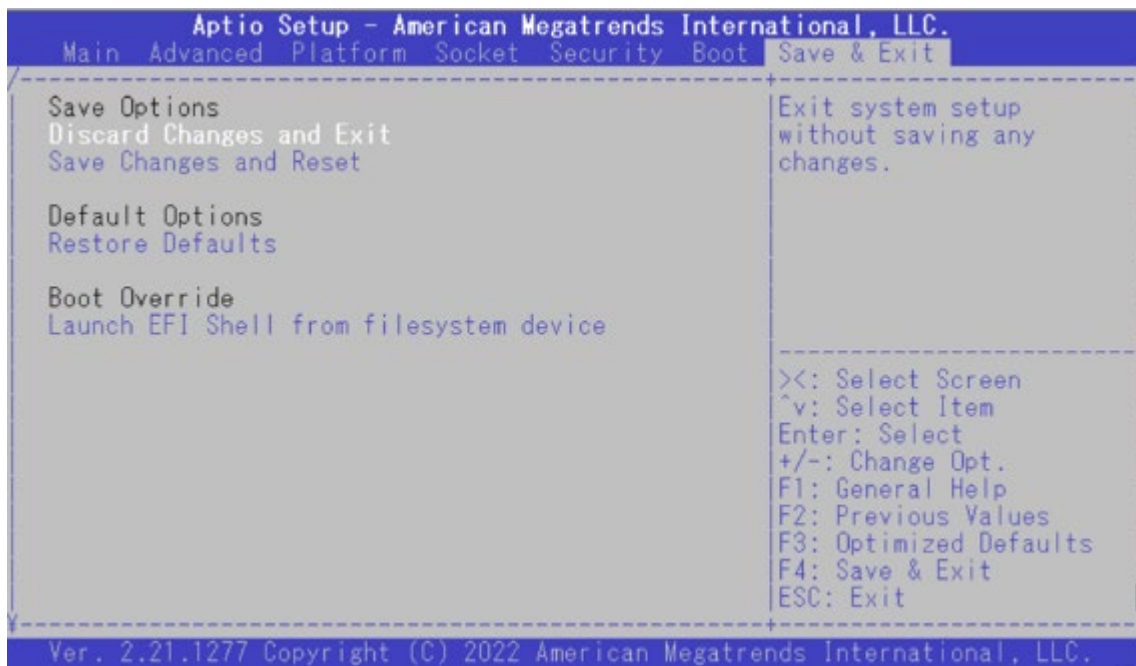 Aptio Setup - American Megatrends International, LLC.
Main Advanced Platform Socket Security Boot Save & Exit
Save Options
Discard Changes and Exit
Save Changes and Reset
Default Options
Restore Defaults
Boot Override
Launch EFI Shell from filesystem device
Exit system setup
without saving any
changes.
><: Select Screen
^v: Select Item
Enter: Select
+/-: Change Opt.
F1: General Help
F2: Previous Values
F3: Optimized Defaults
F4: Save & Exit
ESC: Exit
Ver. 2.21.1277 Copyright (C) 2022 American Megatrends International, LLC.